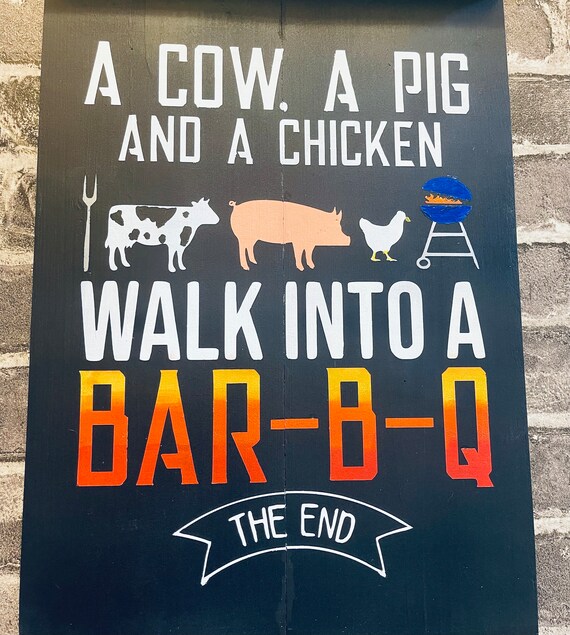 A COW, A PIG
AND A CHICKEN
WALK INTO A
BAR-B-Q
THE END